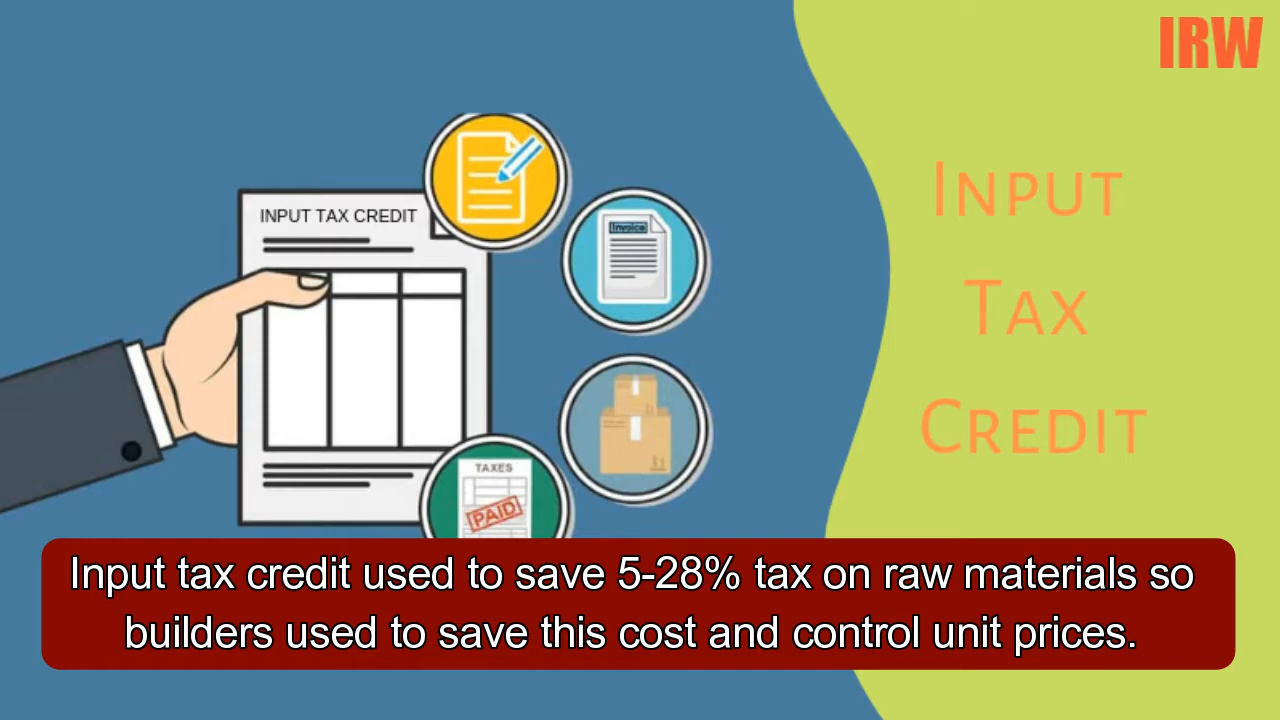 IRW
INPUT TAX CREDIT
Invoice
INPUT
TAX
CREDIT
TAXES
PAID
Input tax credit used to save 5-28% tax on raw materials so
builders used to save this cost and control unit prices.